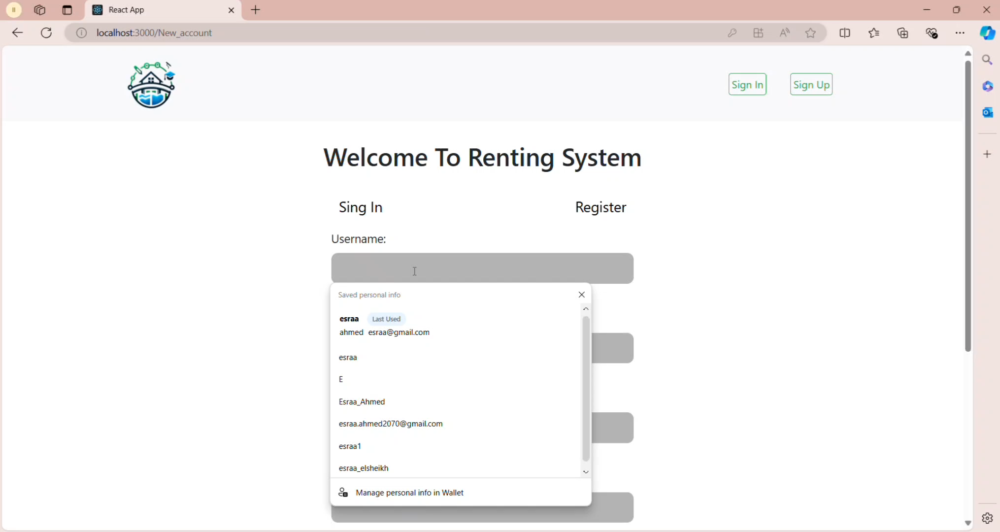 React App
localhost:3000/New_account
Sign In
Sign Up
Welcome To Renting System
Sing In
Register
Username:
Saved personal info
esraa Last Used
ahmed esraa@gmail.com
esraa
E
Esraa_Ahmed
esraa.ahmed2070@gmail.com
esraa1
esraa_elsheikh
Manage personal info in Wallet